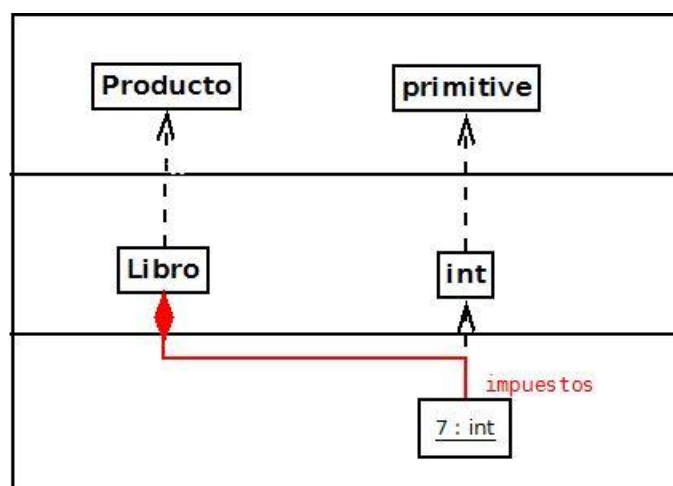 Producto
primitive
Libro
int
impuestos
7 : int